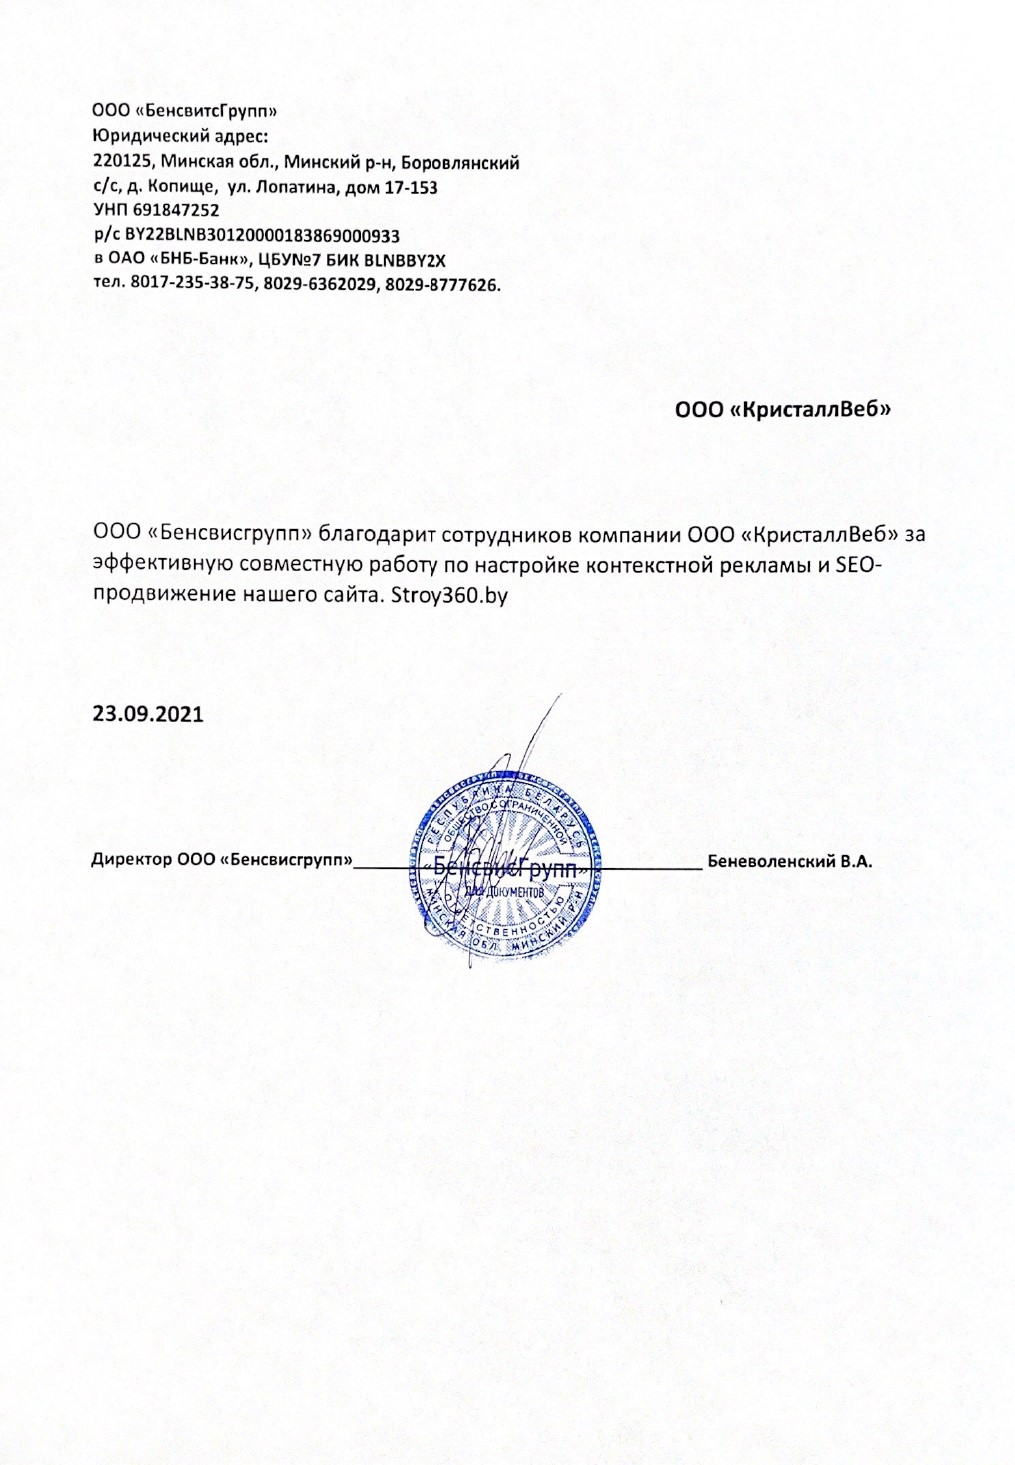 ООО «БенсвитсГрупп»
Юридический адрес:
220125, Минская обл., Минский р-н, Боровлянский
с/с, д. Копище, ул. Лопатина, дом 17-153
УНП 691847252
р/с BY22BLNB30120000183869000933
в ОАО «БНБ-Банк», ЦБУ№7 БИК BLNBBY2X
тел. 8017-235-38-75, 8029-6362029, 8029-8777626.
ООО «КристаллВеб»
ООО «Бенсвисгрупп» благодарит сотрудников компании ООО «КристаллВеб» за
эффективную совместную работу по настройке контекстной рекламы и SEO-
продвижение нашего сайта. Stroy360.by
23.09.2021
РЕСПУБЛИКА БЕЛАРУСЬ
ОБЩЕСТВО С ОГРАНИЧЕННОЙ
Директор ООО «Бенсвисгрупп»____________________________________ Беневоленский В.А.
«БенсвисГрупп»
ДЛЯ ДОКУМЕНТОВ
ОТВЕТСТВЕННОСТЬЮ
МИНСКАЯ ОБЛ. МИНСКИЙ Р-Н